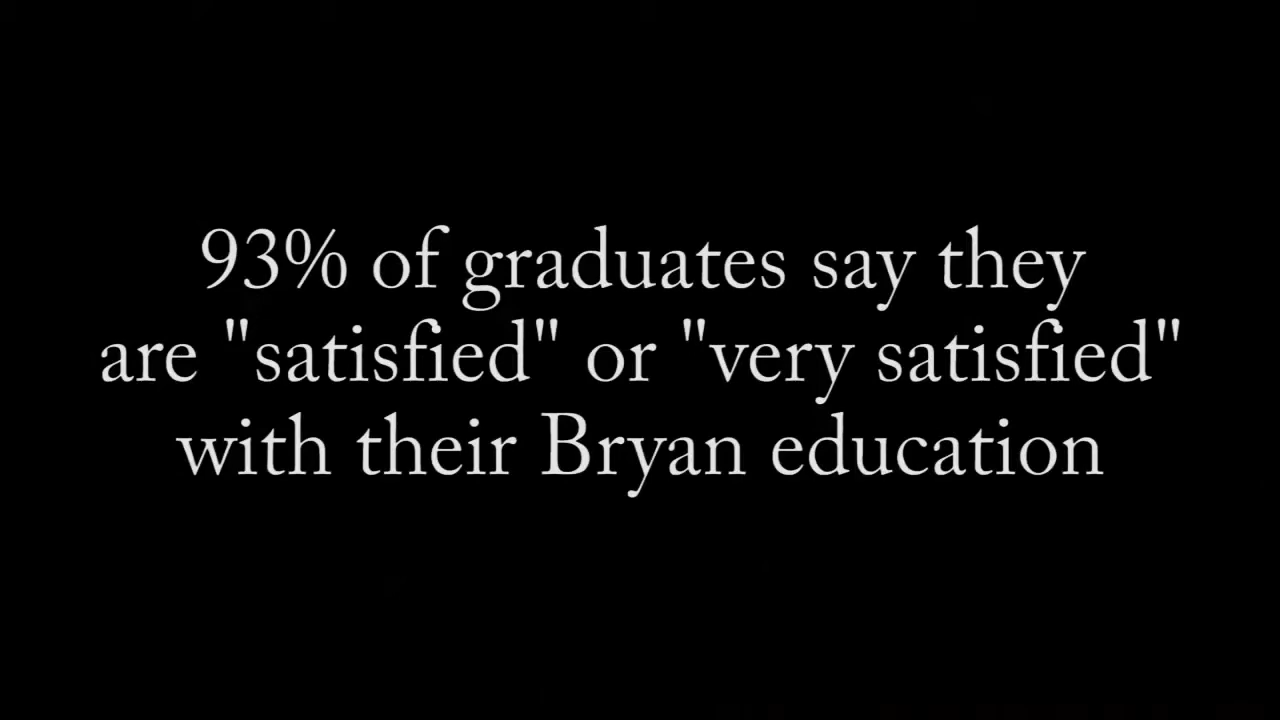 93% of graduates say they
are "satisfied" or "very satisfied"
with their Bryan education